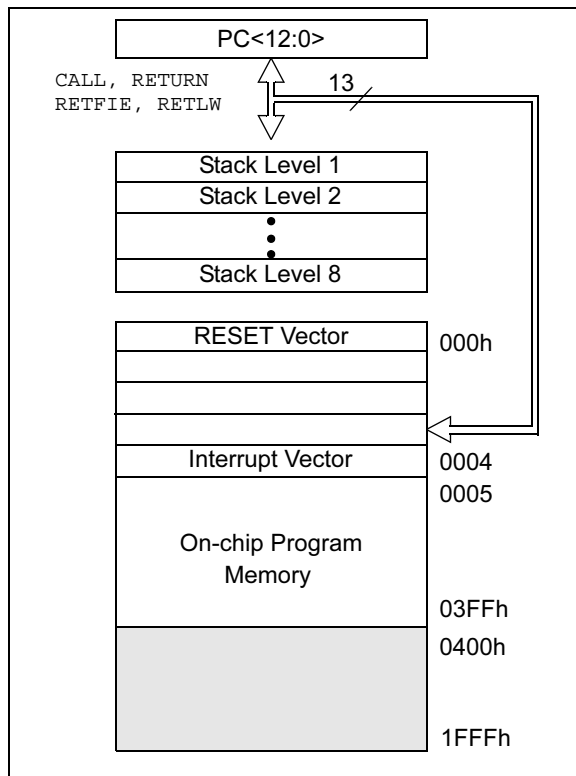 PC<12:0>
CALL, RETURN
RETFIE, RETLW
13
Stack Level 1
Stack Level 2
Stack Level 8
RESET Vector
000h
Interrupt Vector
0004
0005
On-chip Program
Memory
03FFh
0400h
1FFFh